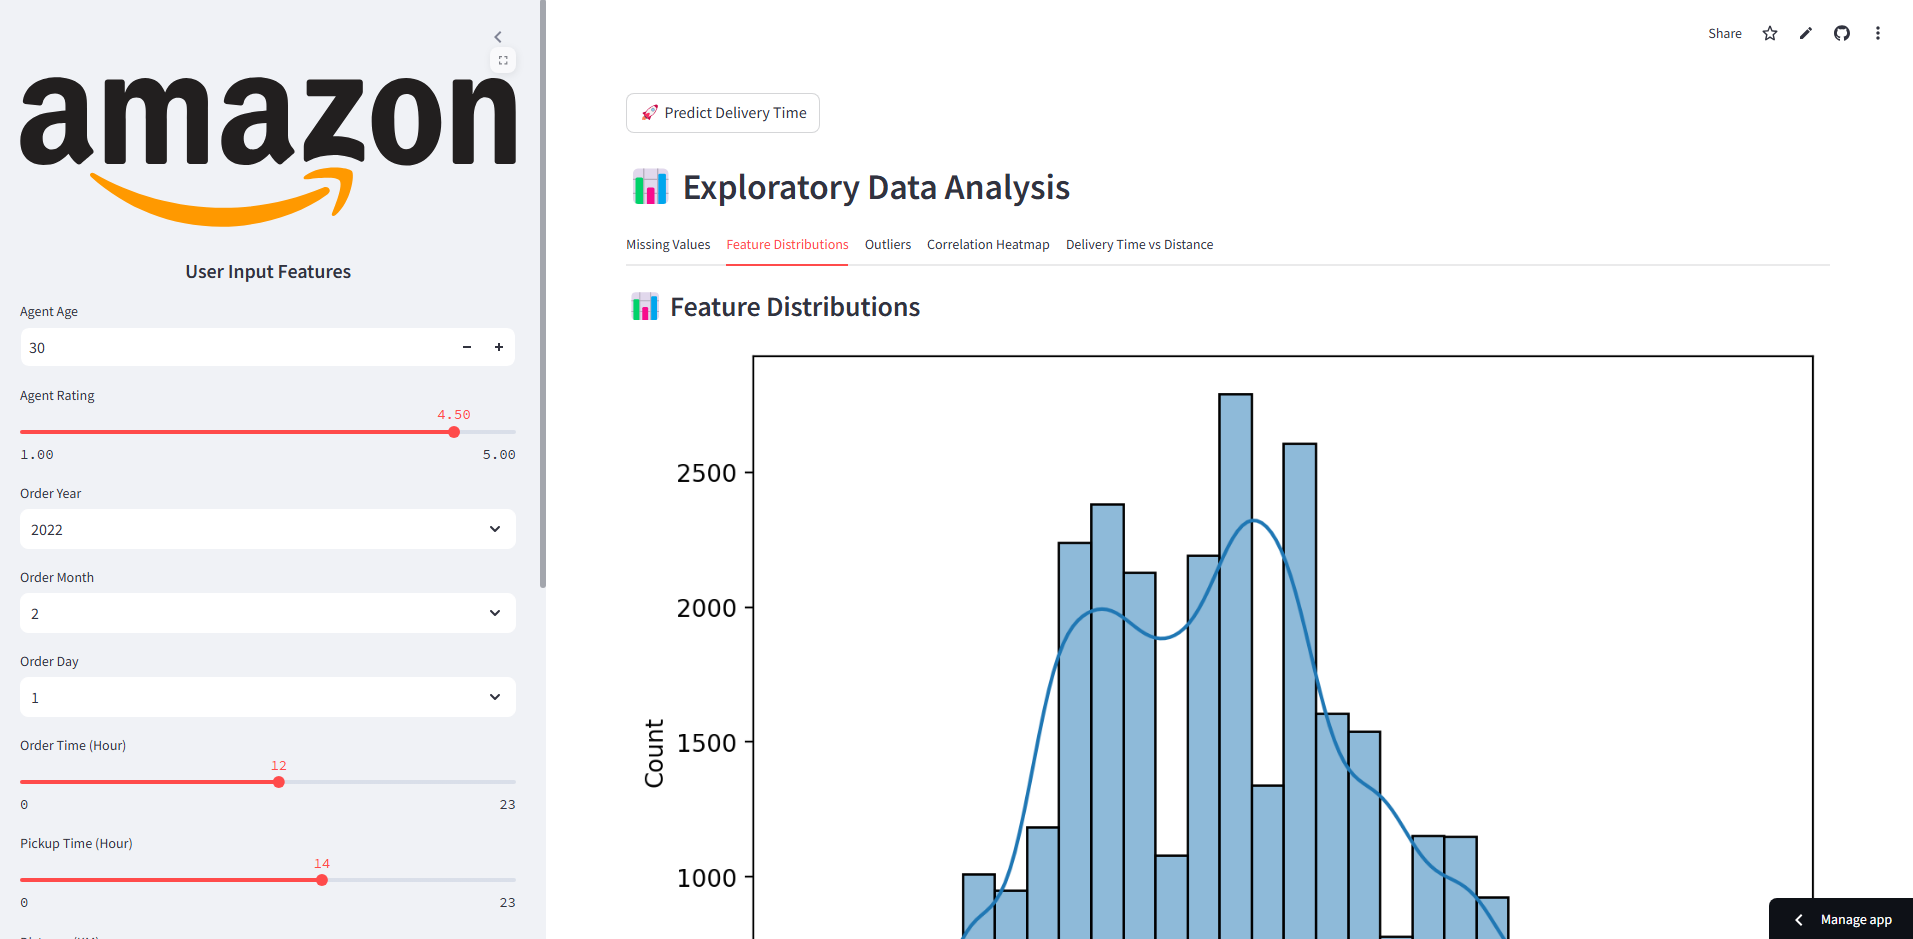 amazon
User Input Features
Agent Age
30
Agent Rating
4.50
1.00 5.00
Order Year
2022
Order Month
2
Order Day
1
Order Time (Hour)
12
0 23
Pickup Time (Hour)
14
0 23
Share
Predict Delivery Time
Exploratory Data Analysis
Missing Values Feature Distributions Outliers Correlation Heatmap Delivery Time vs Distance
Feature Distributions
2500
2000
1500
1000
Count
Manage app